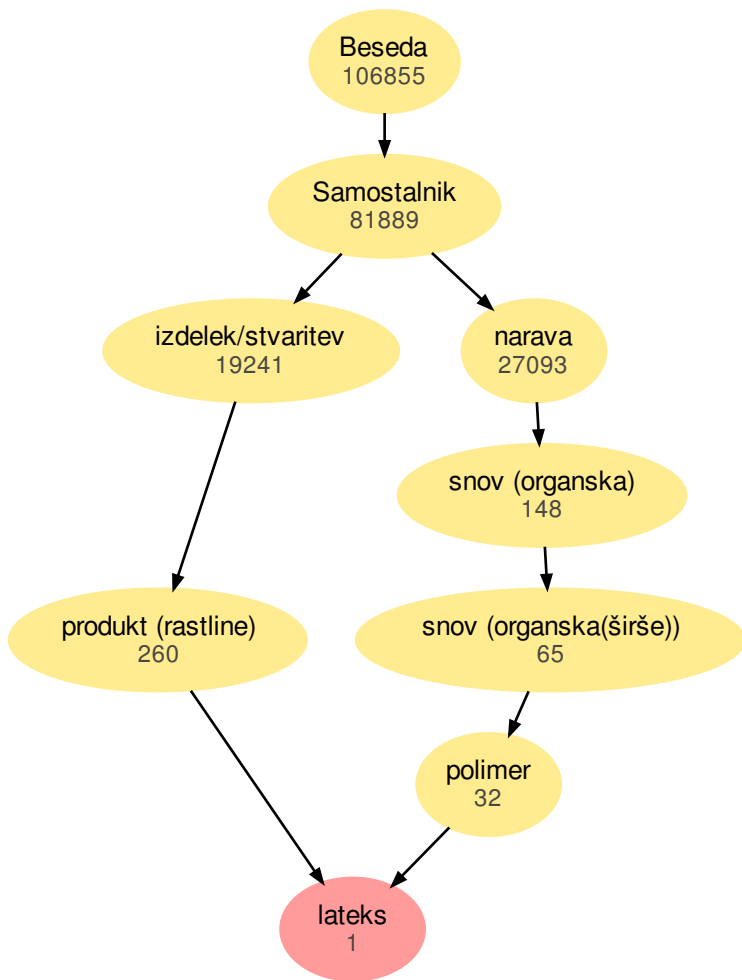 Beseda
106855
Samostalnik
81889
izdelek/stvaritev
19241
narava
27093
snov (organska)
148
produkt (rastline)
260
snov (organska(širše))
65
polimer
32
lateks
1